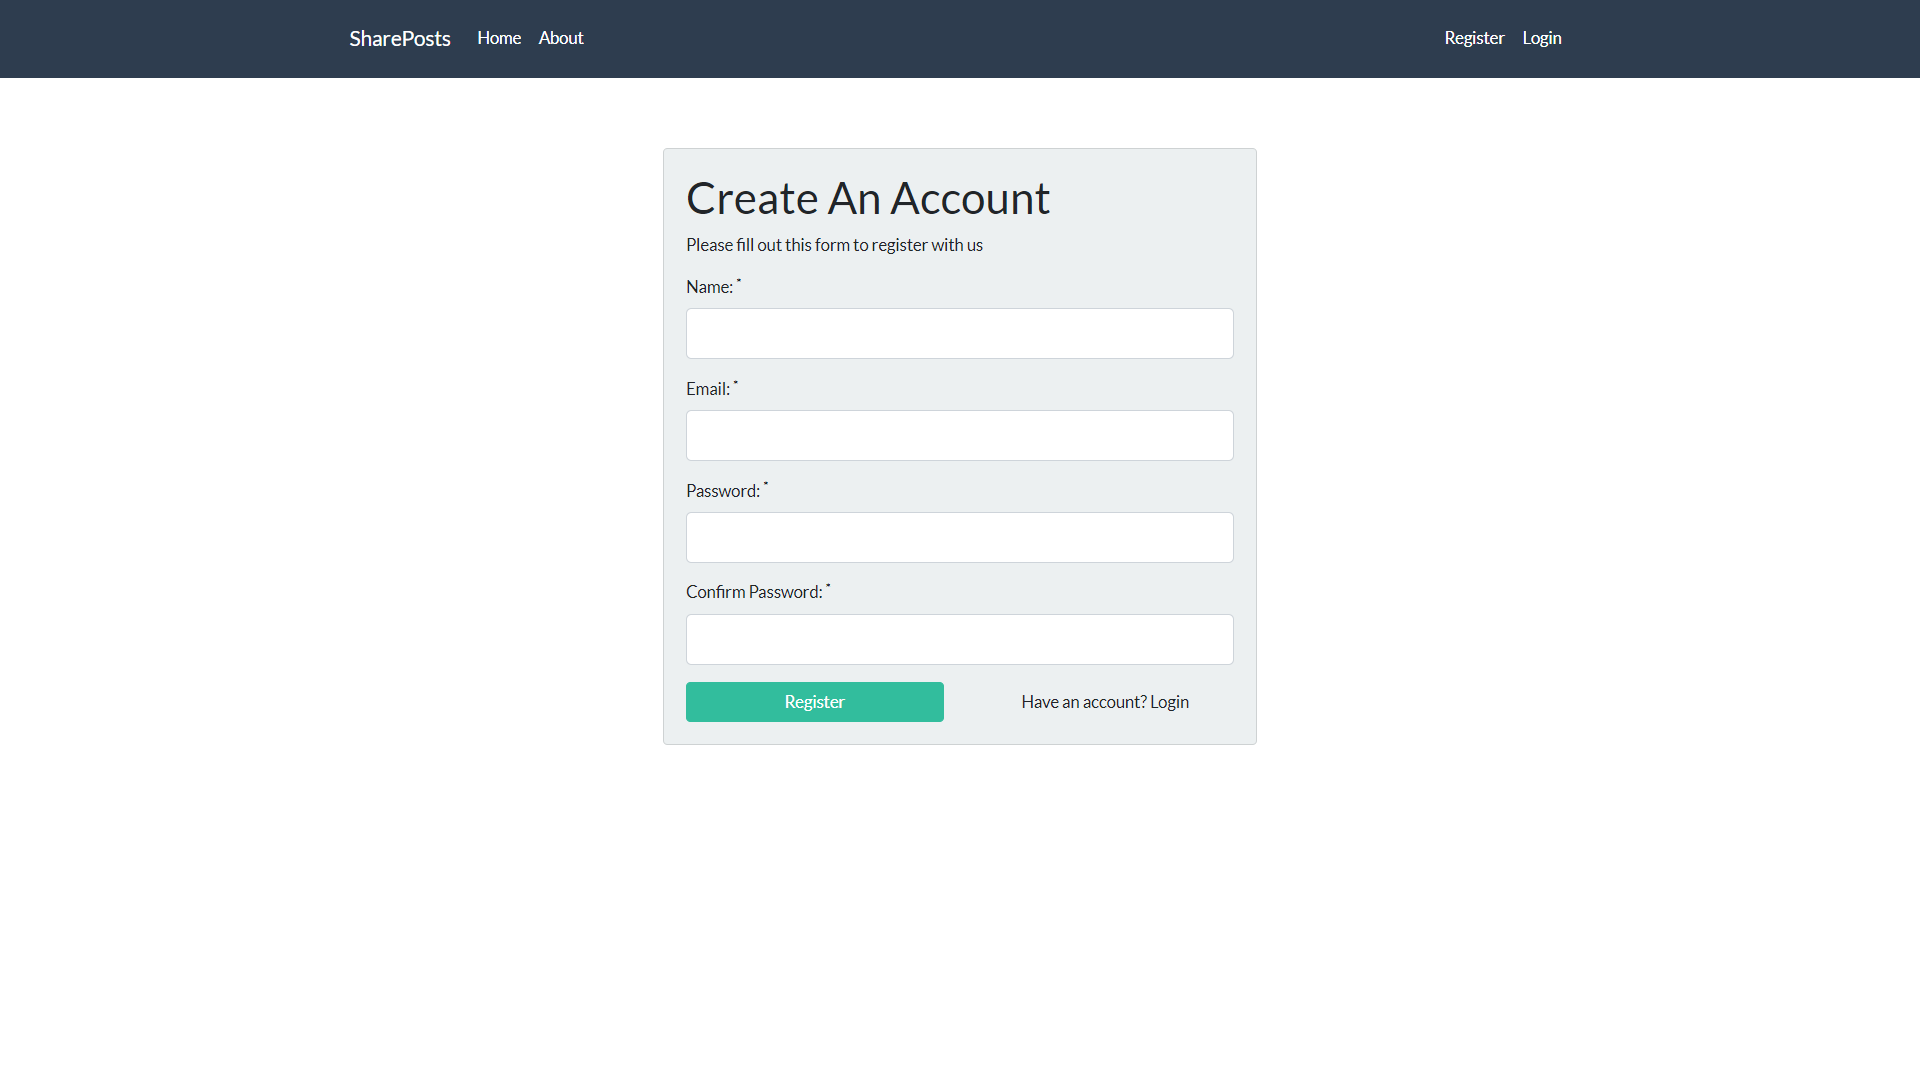 SharePosts Home About Register Login
Create An Account
Please fill out this form to register with us
Name: *
Email: *
Password: *
Confirm Password: *
Register Have an account? Login